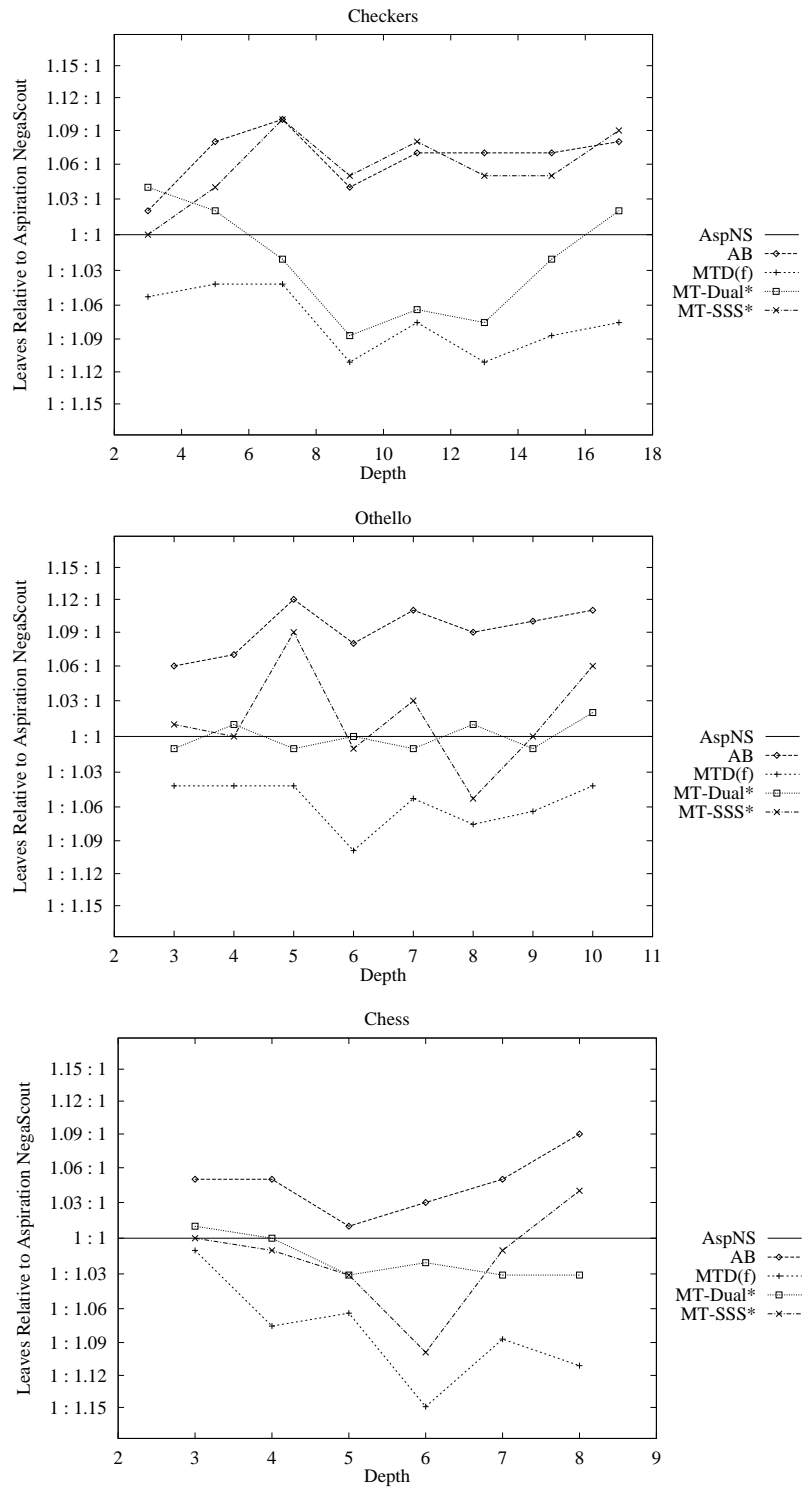 Checkers
Leaves Relative to Aspiration NegaScout
1.15 : 1
1.12 : 1
1.09 : 1
1.06 : 1
1.03 : 1
1 : 1
1 : 1.03
1 : 1.06
1 : 1.09
1 : 1.12
1 : 1.15
2 4 6 8 10 12 14 16 18
Depth
AspNS
AB
MTD(f)
MT-Dual*
MT-SSS*
Othello
Leaves Relative to Aspiration NegaScout
1.15 : 1
1.12 : 1
1.09 : 1
1.06 : 1
1.03 : 1
1 : 1
1 : 1.03
1 : 1.06
1 : 1.09
1 : 1.12
1 : 1.15
2 3 4 5 6 7 8 9 10 11
Depth
AspNS
AB
MTD(f)
MT-Dual*
MT-SSS*
Chess
Leaves Relative to Aspiration NegaScout
1.15 : 1
1.12 : 1
1.09 : 1
1.06 : 1
1.03 : 1
1 : 1
1 : 1.03
1 : 1.06
1 : 1.09
1 : 1.12
1 : 1.15
2 3 4 5 6 7 8 9
Depth
AspNS
AB
MTD(f)
MT-Dual*
MT-SSS*